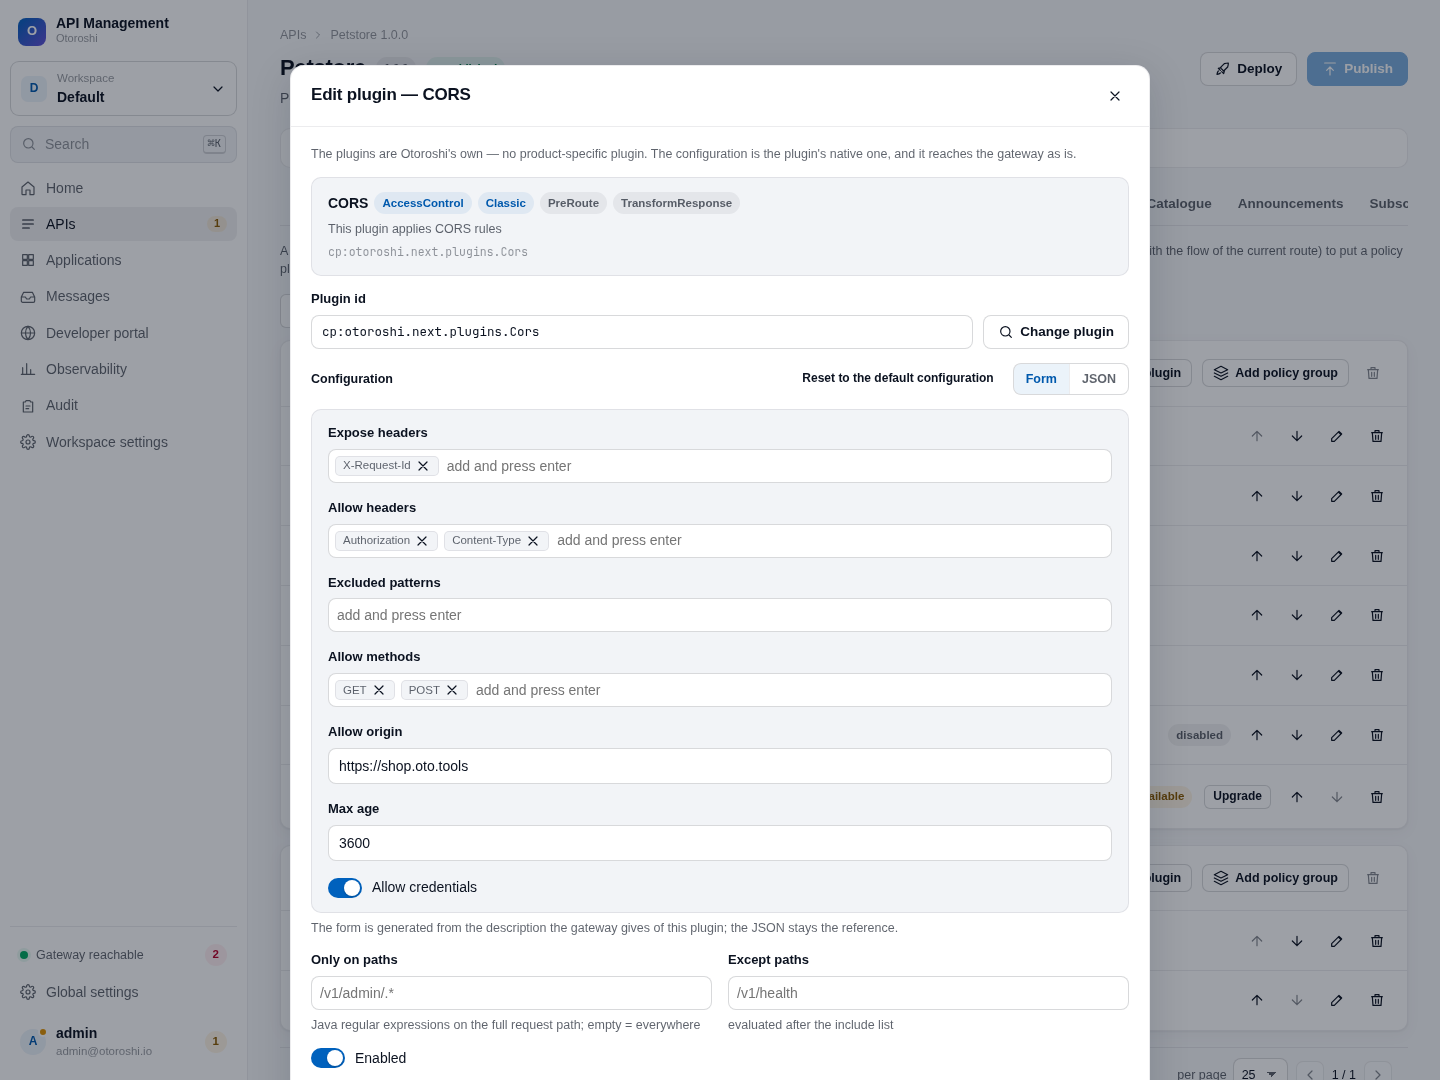 API Management
Otoroshi
Workspace
D
Default
Search
⌘K
Home
APIs
1
Applications
Messages
Developer portal
Observability
Audit
Workspace settings
Gateway reachable
2
Global settings
A
admin
admin@otoroshi.io
1
APIs
Petstore 1.0.0
Deploy
Publish
Catalogue
Announcements
ith the flow of the current route) to put a policy
Add policy group
disabled
Upgrade
Add policy group
per page
25
1 / 1
Edit plugin — CORS
The plugins are Otoroshi's own — no product-specific plugin. The configuration is the plugin's native one, and it reaches the gateway as is.
CORS AccessControl Classic PreRoute TransformResponse
This plugin applies CORS rules
cp:otoroshi.next.plugins.Cors
Plugin id
cp:otoroshi.next.plugins.Cors
Change plugin
Configuration
Reset to the default configuration
Form
JSON
Expose headers
X-Request-Id
add and press enter
Allow headers
Authorization
Content-Type
add and press enter
Excluded patterns
add and press enter
Allow methods
GET
POST
add and press enter
Allow origin
https://shop.oto.tools
Max age
3600
Allow credentials
The form is generated from the description the gateway gives of this plugin; the JSON stays the reference.
Only on paths
/v1/admin/.*
Java regular expressions on the full request path; empty = everywhere
Except paths
/v1/health
evaluated after the include list
Enabled